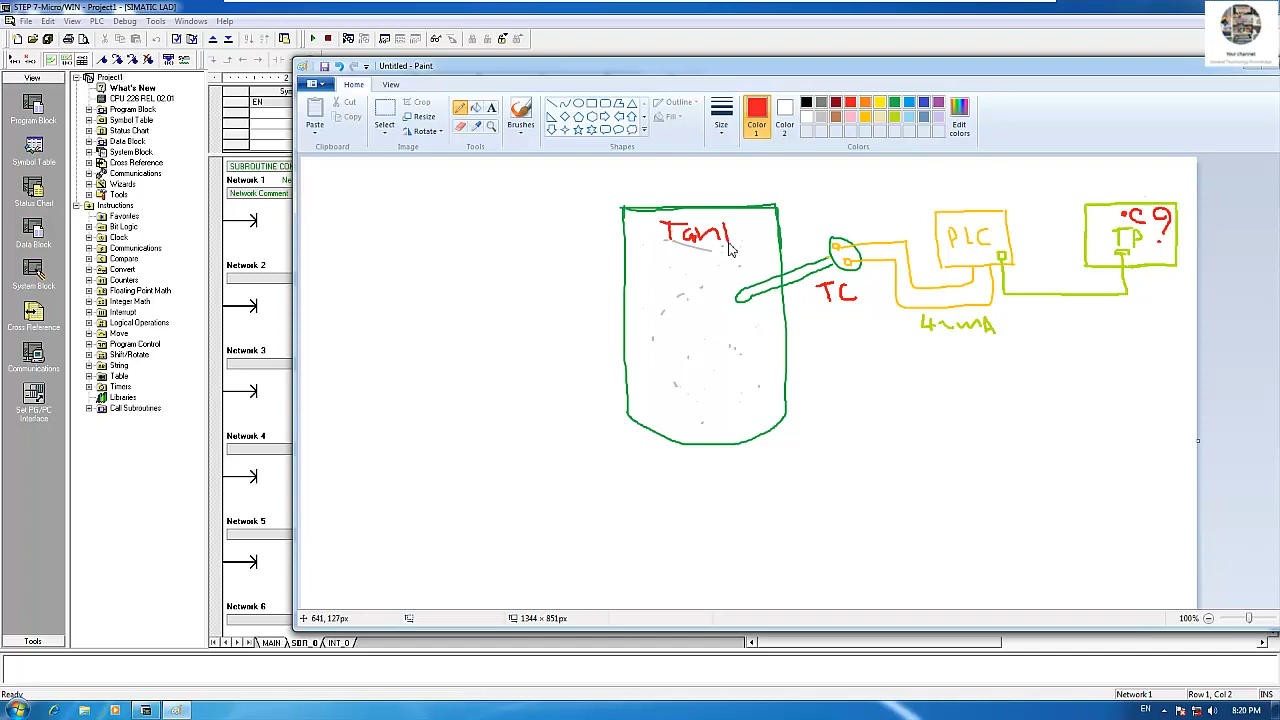 STEP 7-Micro/WIN - Project1 - [SIMATIC LAD]
File Edit View PLC Debug Tools Windows Help
View
Program Block
Symbol Table
Status Chart
Data Block
System Block
Cross Reference
Communications
Set PG/PC
Interface
Tools
Project1
What's New
CPU 226 REL 02.01
Program Block
Symbol Table
Status Chart
Data Block
System Block
Cross Reference
Communications
Wizards
Tools
Instructions
Favorites
Bit Logic
Clock
Communications
Compare
Convert
Counters
Floating Point Math
Integer Math
Interrupt
Logical Operations
Move
Program Control
Shift/Rotate
String
Table
Timers
Libraries
Call Subroutines
EN
SUBROUTINE
Network 1
Network Comment
Network 2
Network 3
Network 4
Network 5
Network 6
MAIN SBR_0 INT_0
Untitled - Paint
Home View
Paste
Cut
Copy
Clipboard
Select
Crop
Resize
Rotate
Image
Tools
Brushes
Outline
Fill
Shapes
Size
Color
1
Color
2
Edit
colors
Colors
Tan
TC
PLC
°C ?
TP
4~mA
641, 127px
1344 × 851px
100%
Your channel
General Technology Knowledge
Ready
Network 1
Row 1, Col 2
INS
EN
8:20 PM